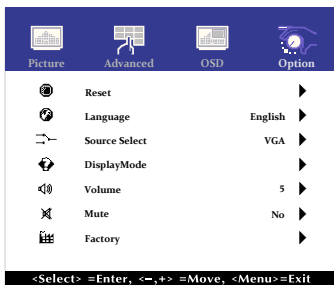 Picture Advanced OSD Option
Reset
Language English
Source Select VGA
DisplayMode
Volume 5
Mute No
Factory
<Select> =Enter, <−,+> =Move, <Menu>=Exit